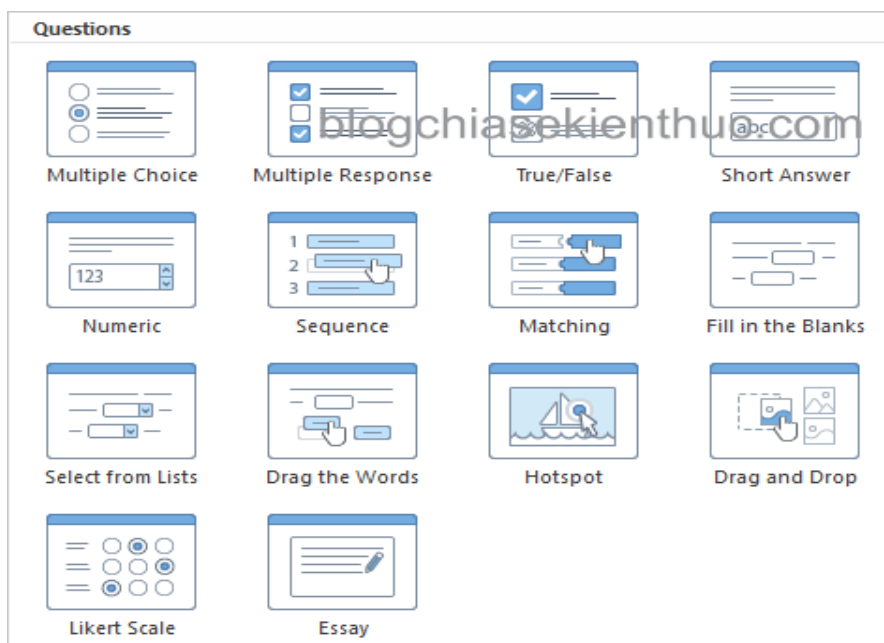 Questions
blogchiasekienthuc.com
abc
Multiple Choice Multiple Response True/False Short Answer
1
123 2
3
Numeric Sequence Matching Fill in the Blanks
Select from Lists Drag the Words Hotspot Drag and Drop
Likert Scale Essay